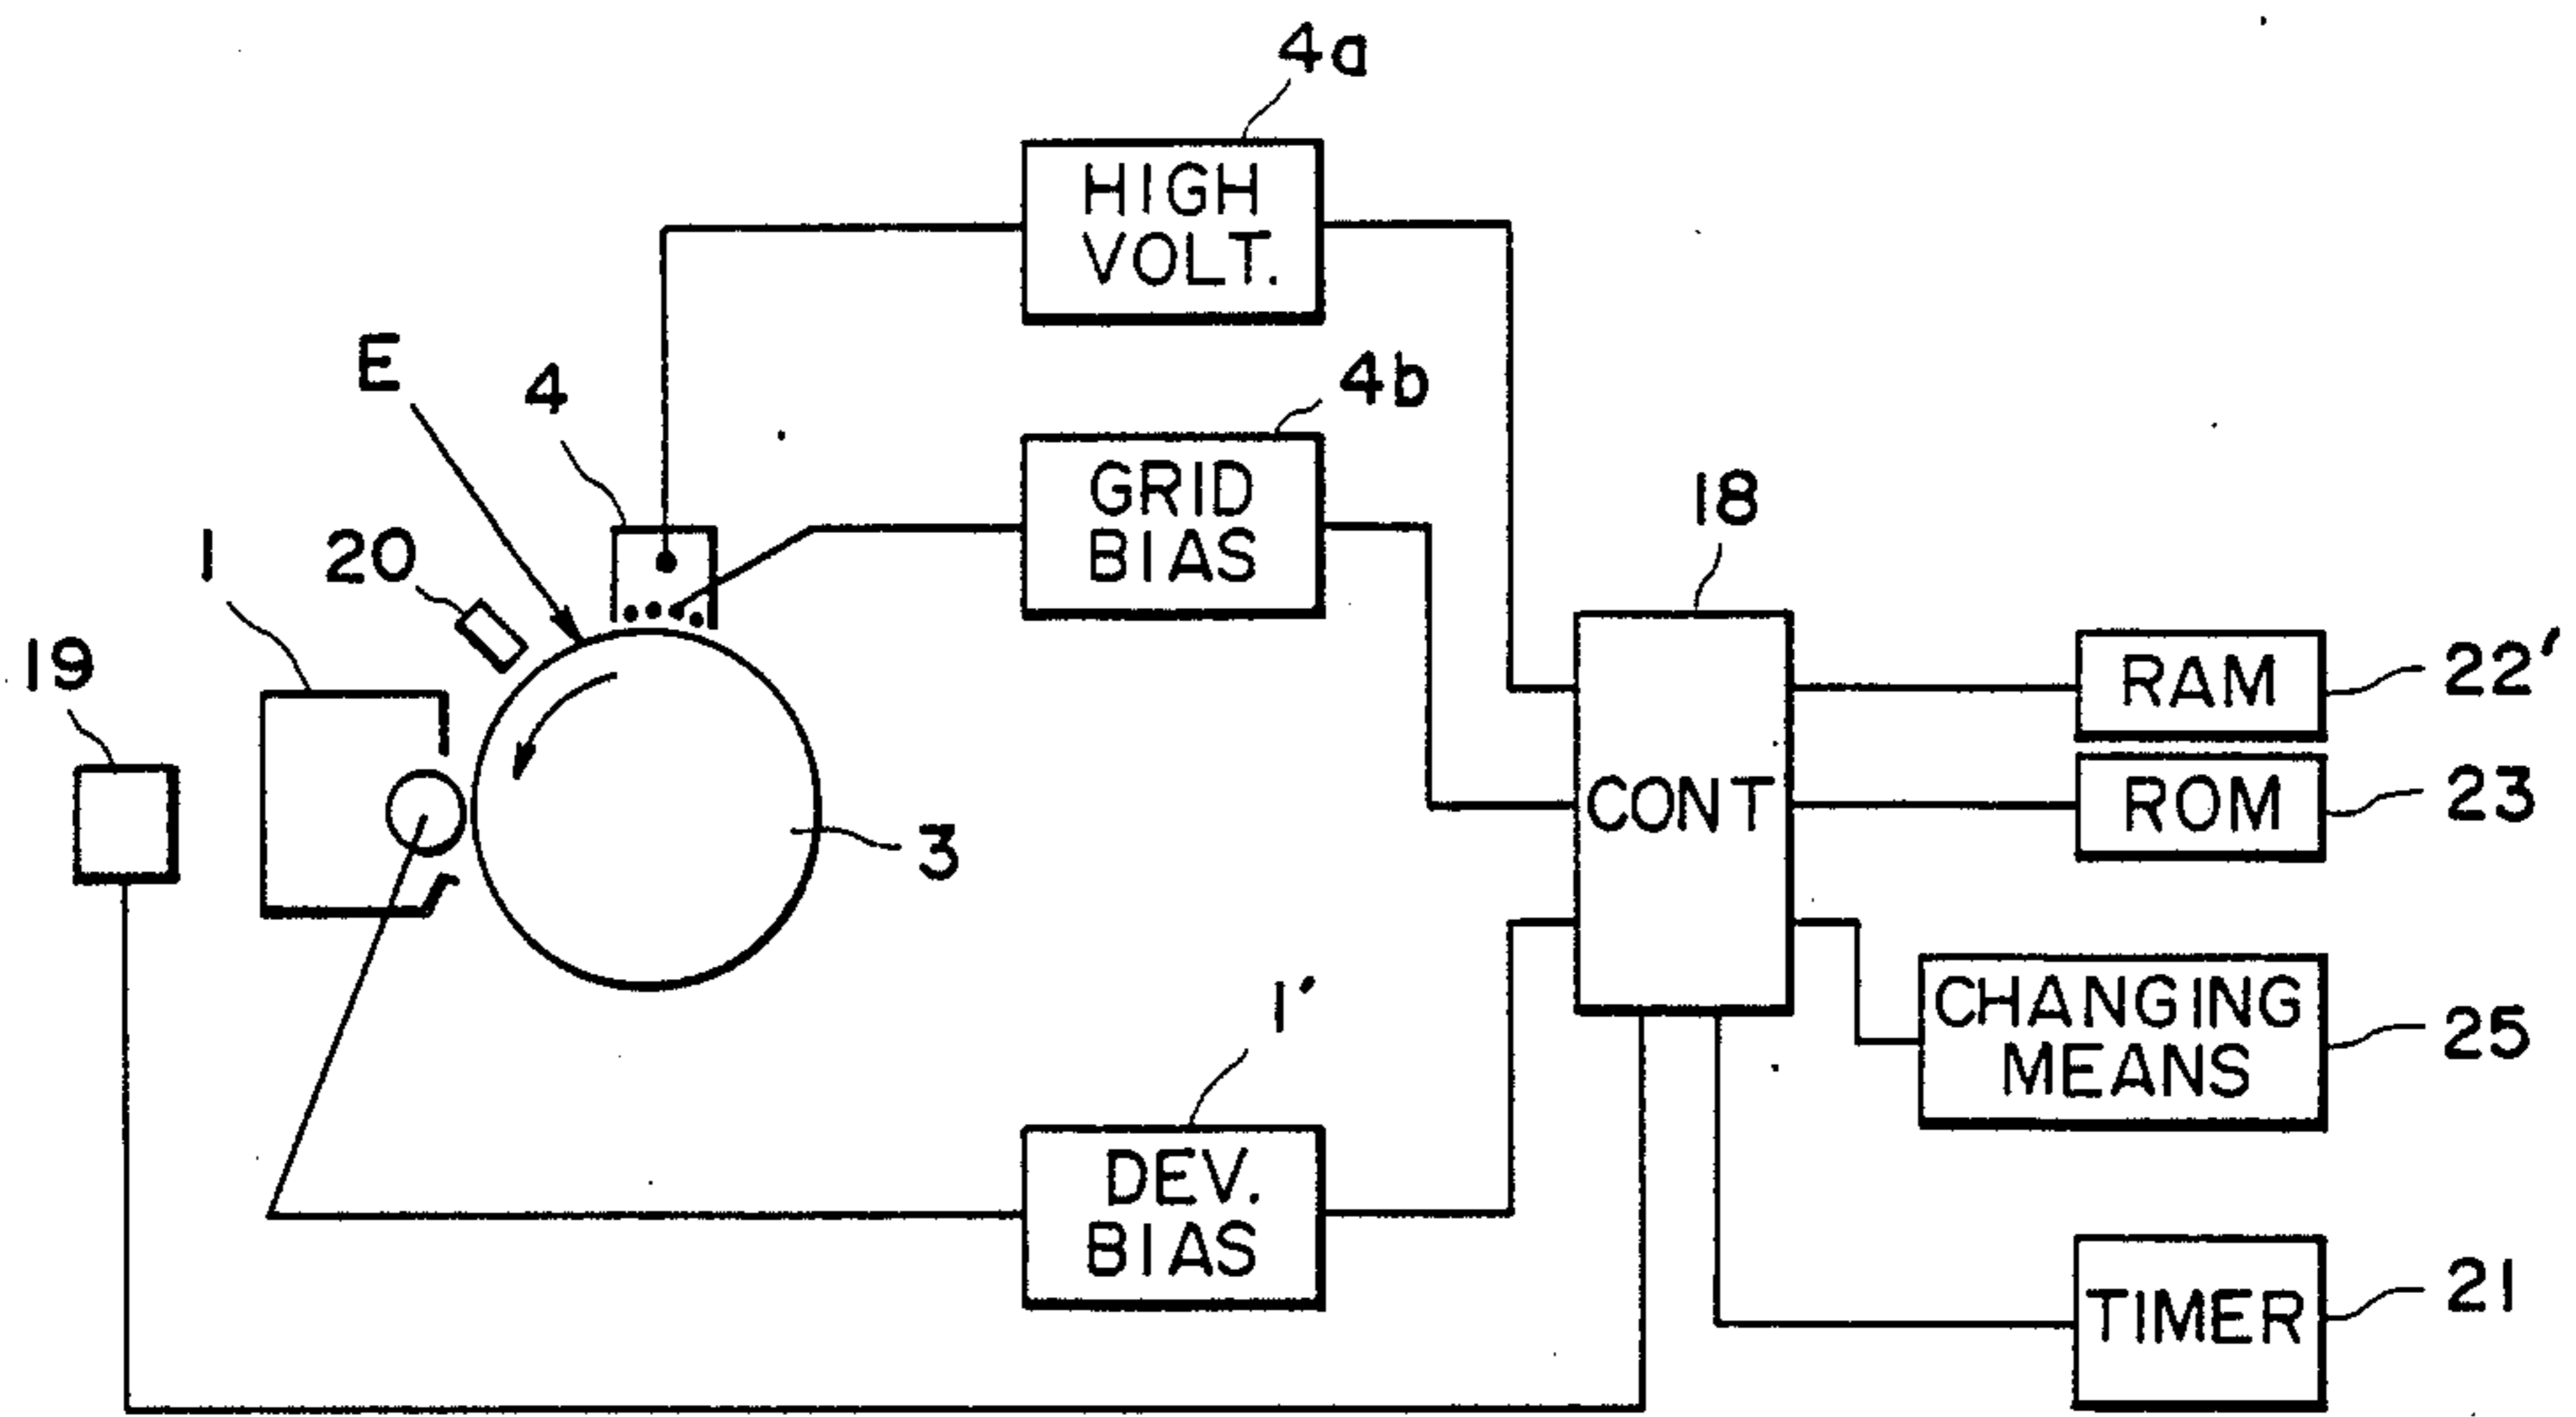 4a
HIGH
VOLT.
E
4
4b
GRID
BIAS
18
1
20
19
CONT
RAM
22'
ROM
23
3
CHANGING
MEANS
25
1'
DEV.
BIAS
TIMER
21